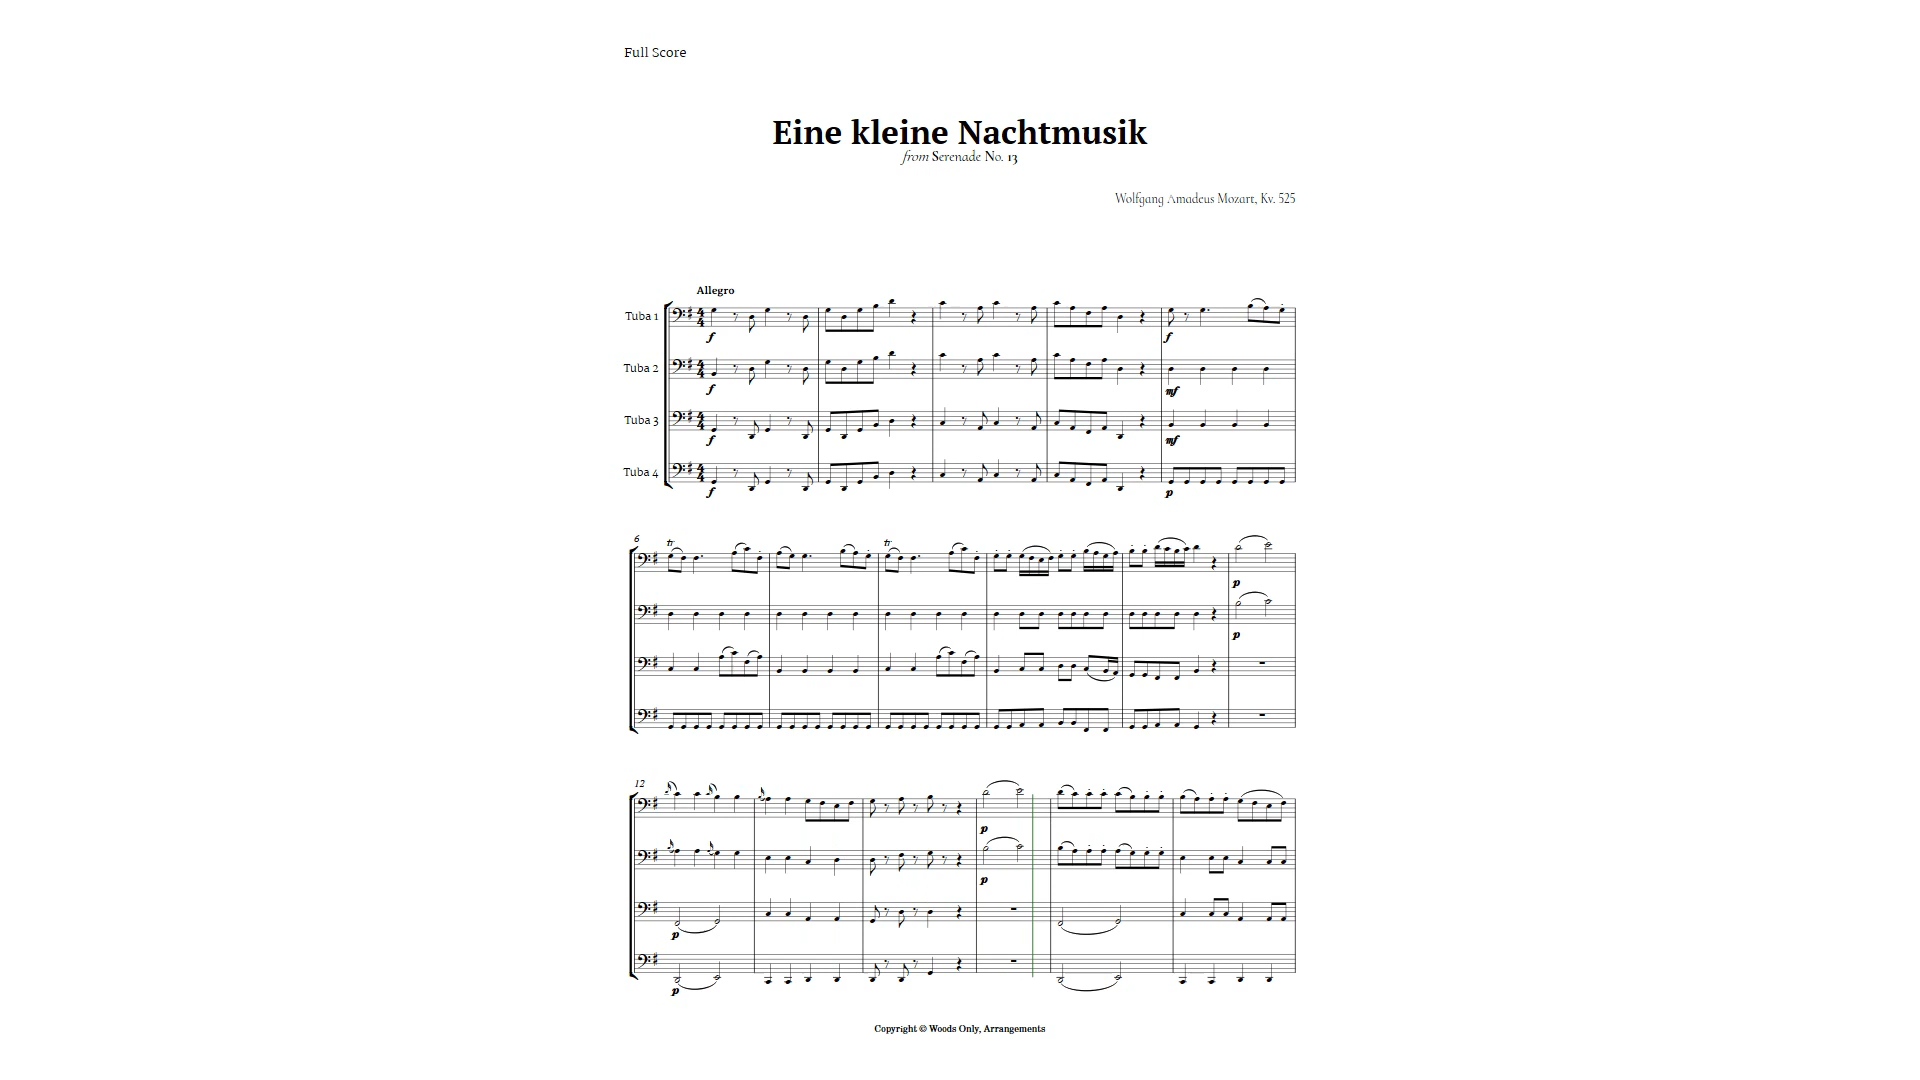 Full Score
Eine kleine Nachtmusik
from Serenade No. 13
Wolfgang Amadeus Mozart, Kv. 525
Allegro
Tuba 1
f
f
Tuba 2
f
mf
Tuba 3
f
mf
Tuba 4
f
p
6
tr
tr
p
p
12
p
p
p
p
Copyright © Woods Only, Arrangements